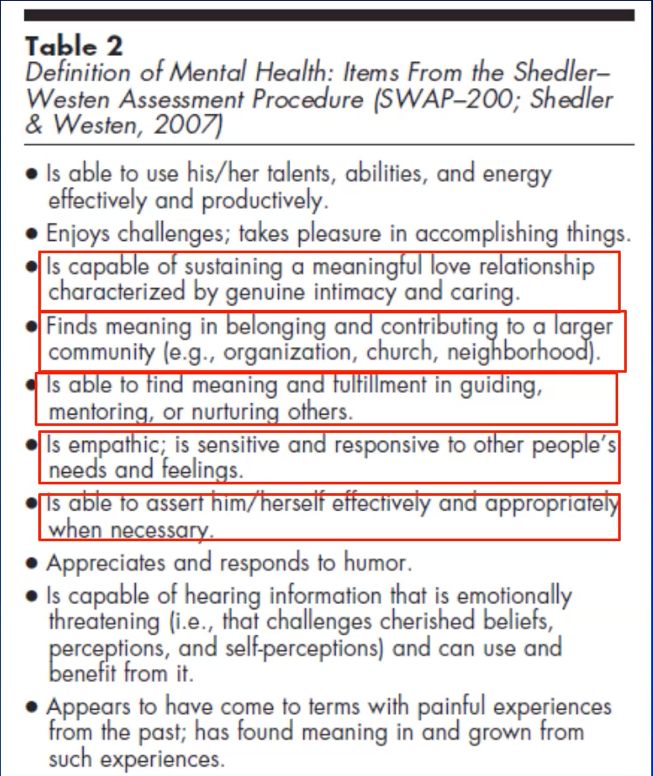 Table 2
Definition of Mental Health: Items From the Shedler–
Westen Assessment Procedure (SWAP–200; Shedler
& Westen, 2007)
● Is able to use his/her talents, abilities, and energy
effectively and productively.
● Enjoys challenges; takes pleasure in accomplishing things.
● Is capable of sustaining a meaningful love relationship
characterized by genuine intimacy and caring.
● Finds meaning in belonging and contributing to a larger
community (e.g., organization, church, neighborhood).
● Is able to find meaning and fulfillment in guiding,
mentoring, or nurturing others.
● Is empathic; is sensitive and responsive to other people's
needs and feelings.
● Is able to assert him/herself effectively and appropriately
when necessary.
● Appreciates and responds to humor.
● Is capable of hearing information that is emotionally
threatening (i.e., that challenges cherished beliefs,
perceptions, and self-perceptions) and can use and
benefit from it.
● Appears to have come to terms with painful experiences
from the past; has found meaning in and grown from
such experiences.